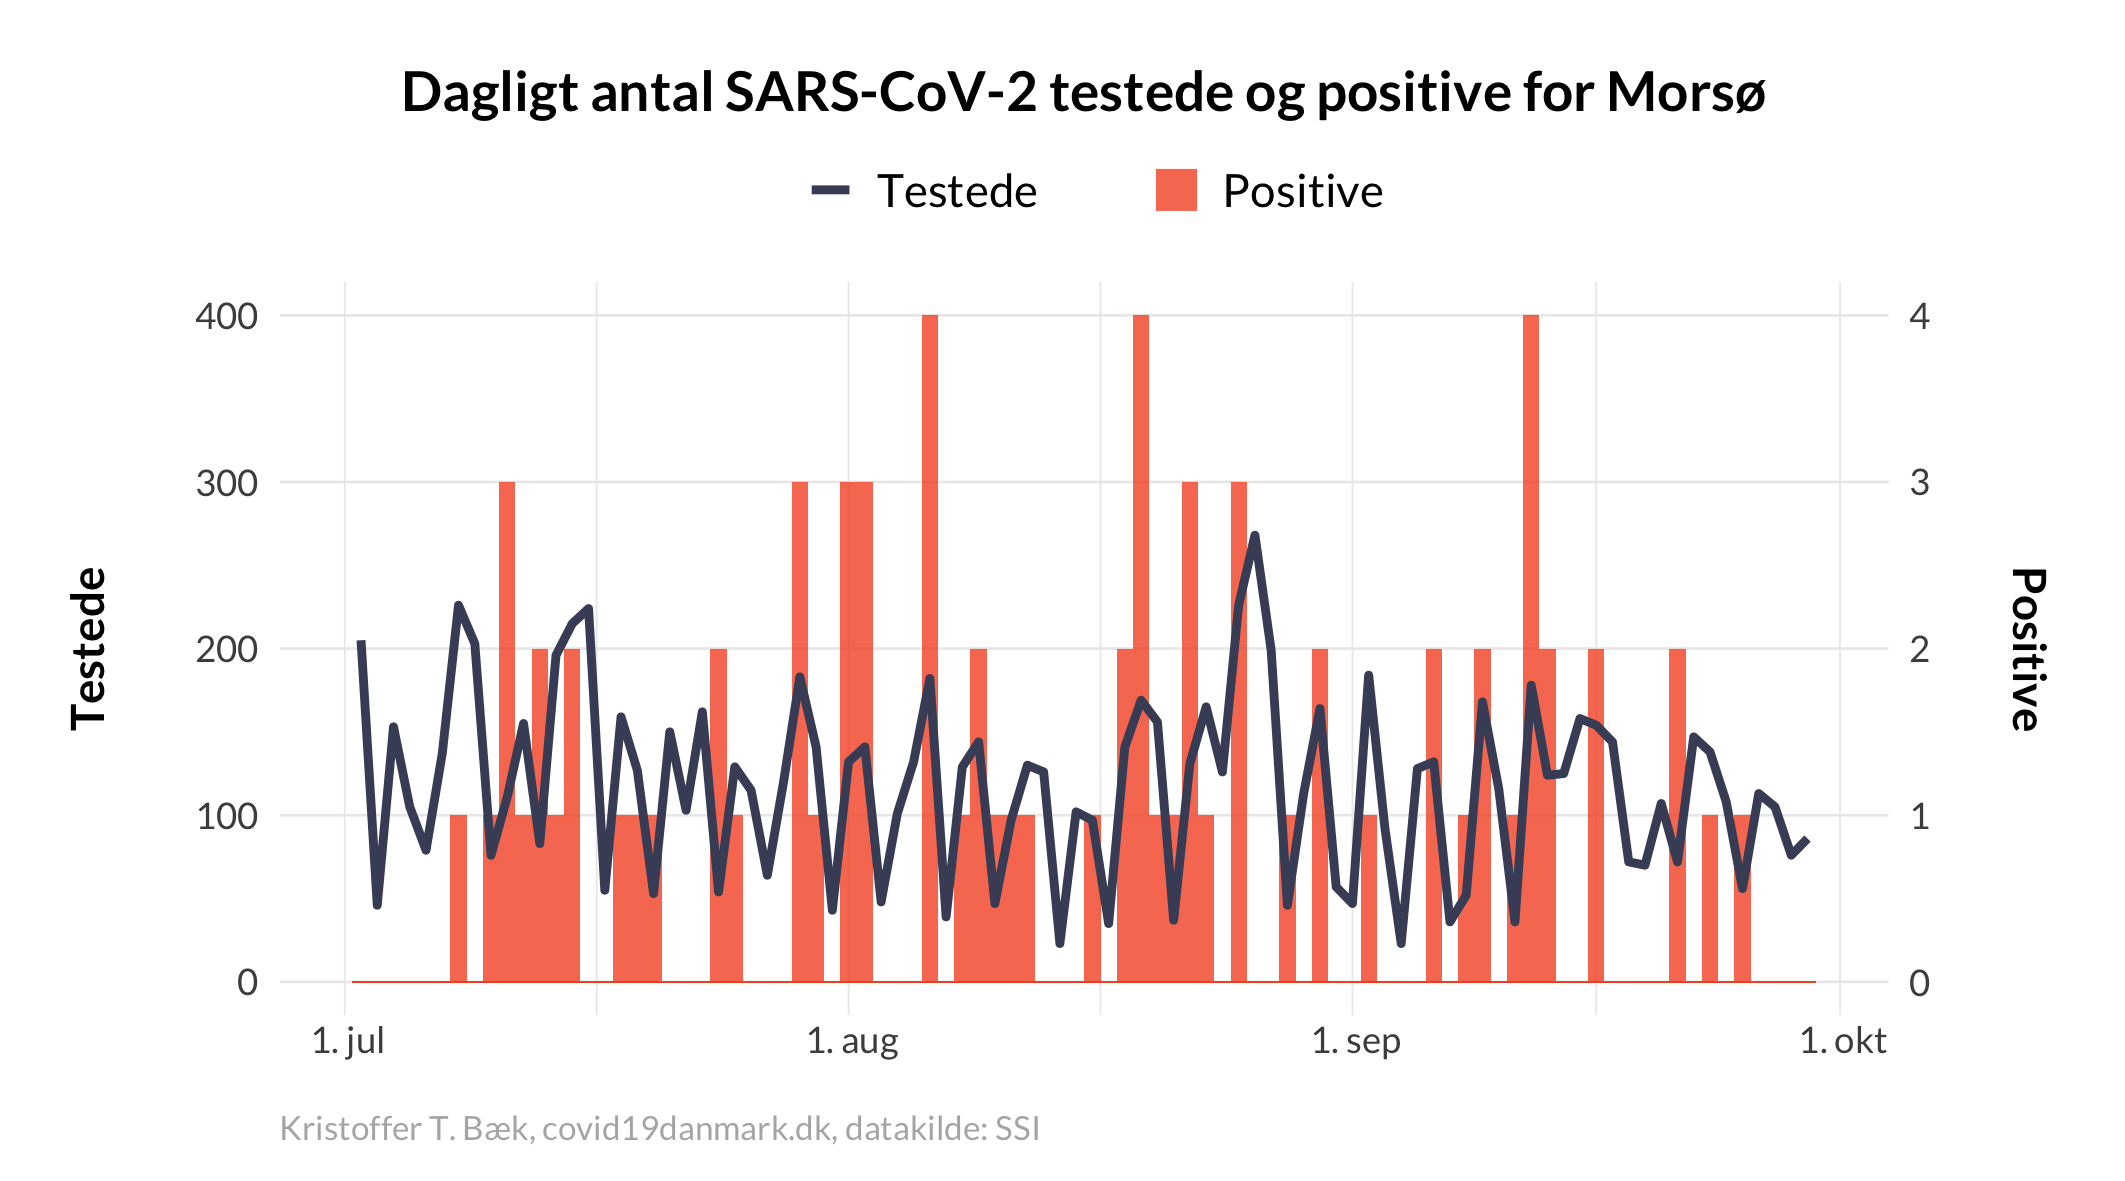 Dagligt antal SARS-CoV-2 testede og positive for Morsø
Testede
Positive
400
300
200
100
0
4
3
2
1
0
Testede
Positive
1. jul
1. aug
1. sep
1. okt
Kristoffer T. Bæk, covid19danmark.dk, datakilde: SSI